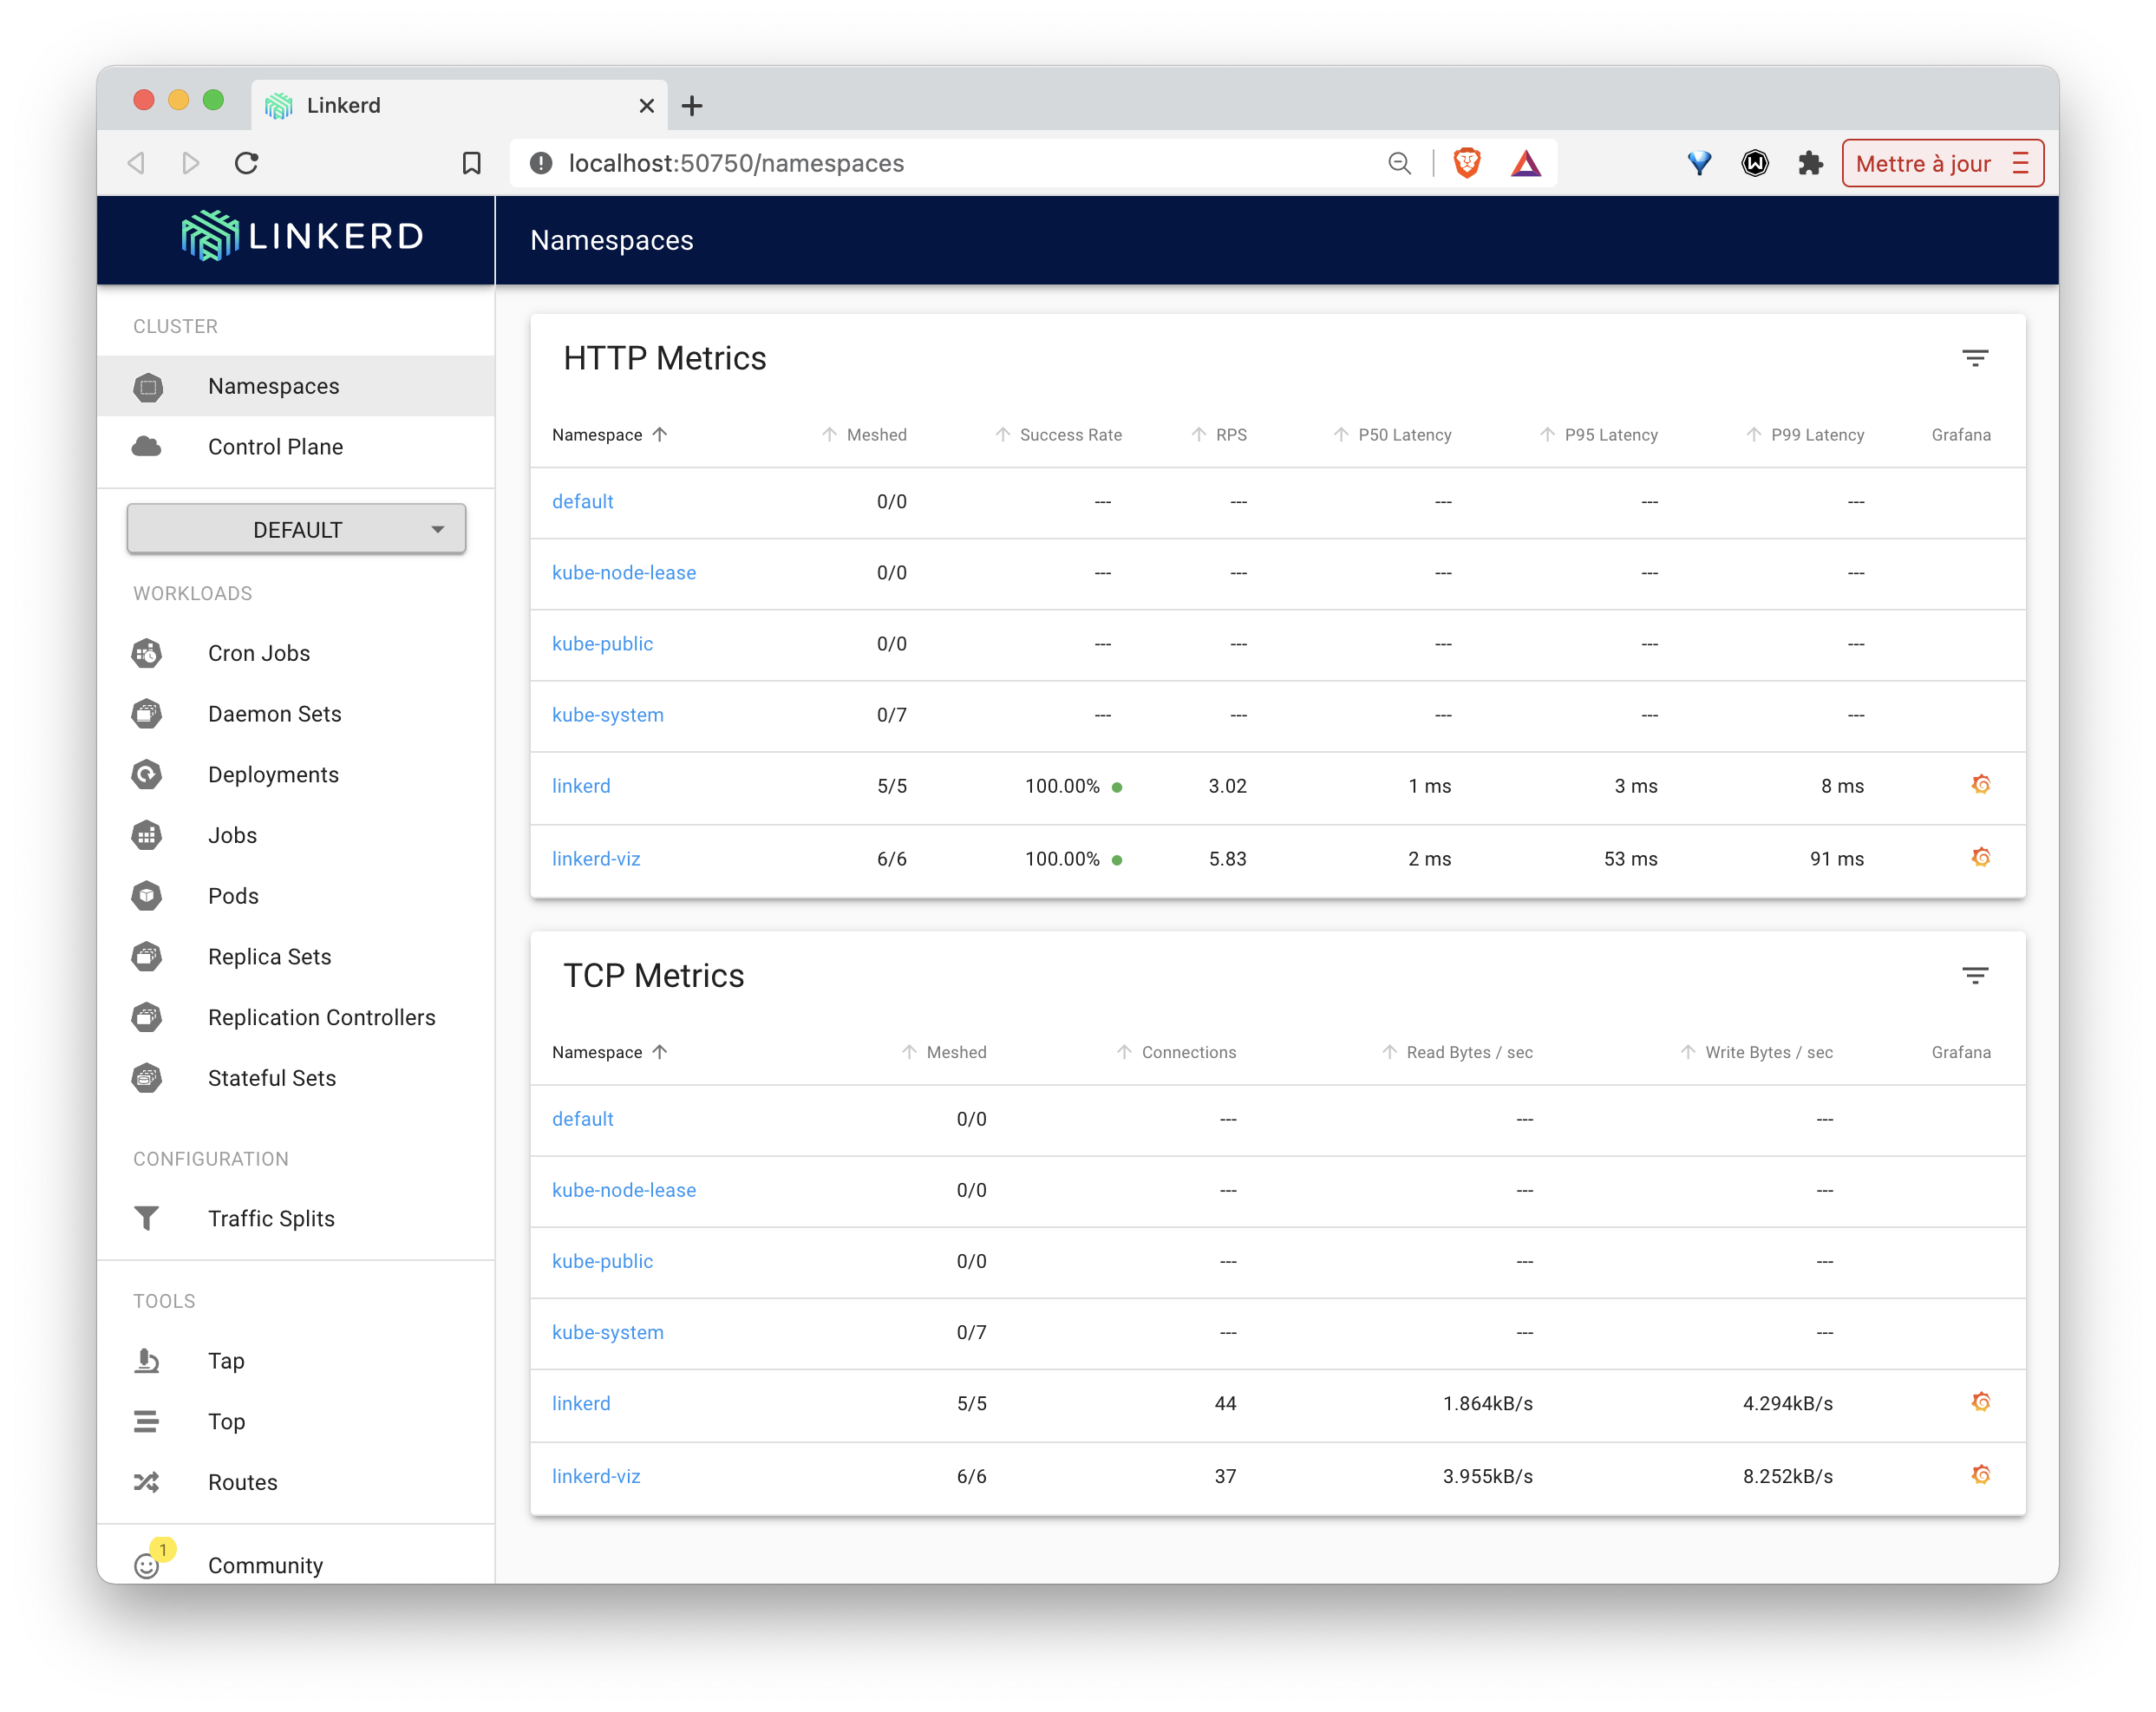 Linkerd
localhost:50750/namespaces
Mettre à jour
LINKERD
Namespaces
CLUSTER
Namespaces
Control Plane
DEFAULT
WORKLOADS
Cron Jobs
Daemon Sets
Deployments
Jobs
Pods
Replica Sets
Replication Controllers
Stateful Sets
CONFIGURATION
Traffic Splits
TOOLS
Tap
Top
Routes
1
Community
HTTP Metrics
Namespace Meshed Success Rate RPS P50 Latency P95 Latency P99 Latency Grafana
default 0/0 --- --- --- --- ---
kube-node-lease 0/0 --- --- --- --- ---
kube-public 0/0 --- --- --- --- ---
kube-system 0/7 --- --- --- --- ---
linkerd 5/5 100.00% 3.02 1 ms 3 ms 8 ms
linkerd-viz 6/6 100.00% 5.83 2 ms 53 ms 91 ms
TCP Metrics
Namespace Meshed Connections Read Bytes / sec Write Bytes / sec Grafana
default 0/0 --- --- ---
kube-node-lease 0/0 --- --- ---
kube-public 0/0 --- --- ---
kube-system 0/7 --- --- ---
linkerd 5/5 44 1.864kB/s 4.294kB/s
linkerd-viz 6/6 37 3.955kB/s 8.252kB/s